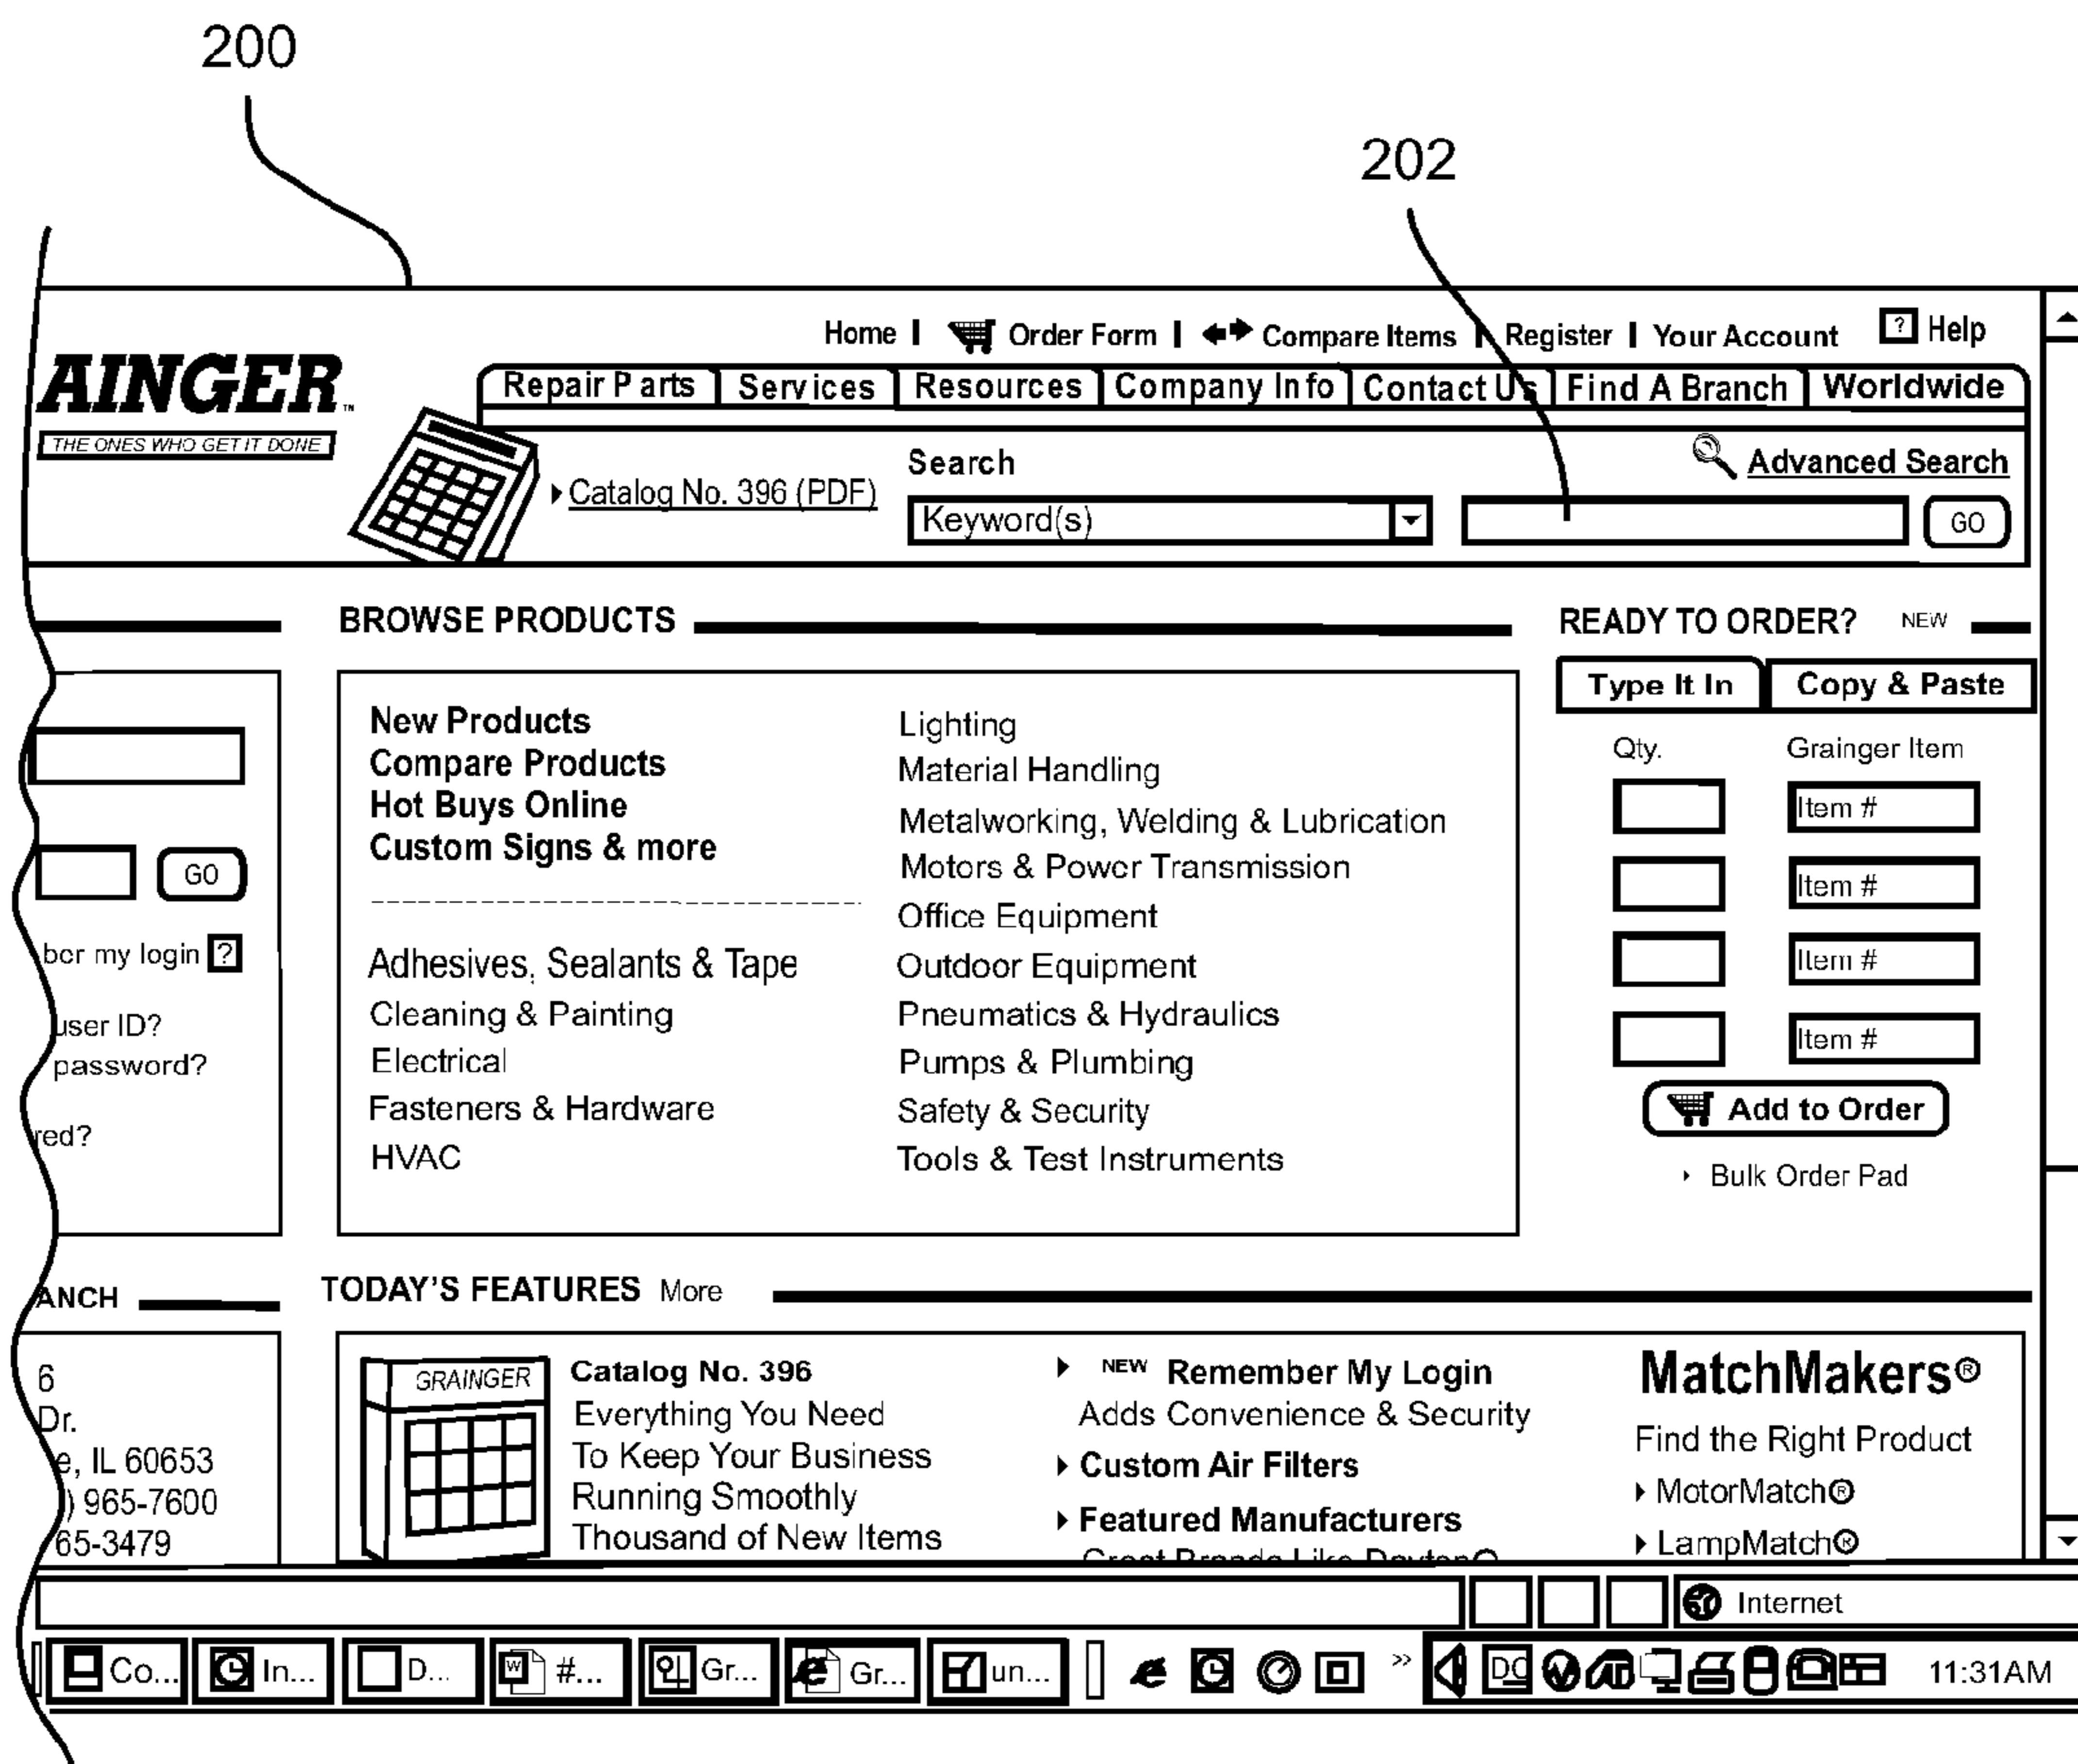 200
202
Home | Order Form | Compare Items | Register | Your Account ? Help
AINGER™
THE ONES WHO GET IT DONE
Repair Parts Services Resources Company Info Contact Us Find A Branch Worldwide
Search
Advanced Search
Catalog No. 396 (PDF)
Keyword(s)
GO
BROWSE PRODUCTS
New Products
Compare Products
Hot Buys Online
Custom Signs & more
Adhesives, Sealants & Tape
Cleaning & Painting
Electrical
Fasteners & Hardware
HVAC
Lighting
Material Handling
Metalworking, Welding & Lubrication
Motors & Power Transmission
Office Equipment
Outdoor Equipment
Pneumatics & Hydraulics
Pumps & Plumbing
Safety & Security
Tools & Test Instruments
READY TO ORDER? NEW
Type It In Copy & Paste
Qty. Grainger Item
Item #
Item #
Item #
Item #
Add to Order
Bulk Order Pad
GO
ber my login ?
user ID?
password?
red?
ANCH
6
Dr.
e, IL 60653
) 965-7600
65-3479
TODAY'S FEATURES More
GRAINGER
Catalog No. 396
Everything You Need
To Keep Your Business
Running Smoothly
Thousand of New Items
NEW Remember My Login
Adds Convenience & Security
Custom Air Filters
Featured Manufacturers
MatchMakers®
Find the Right Product
MotorMatch®
LampMatch®
Internet
Co... In... D... W #... Gr... Gr... un... » 11:31AM